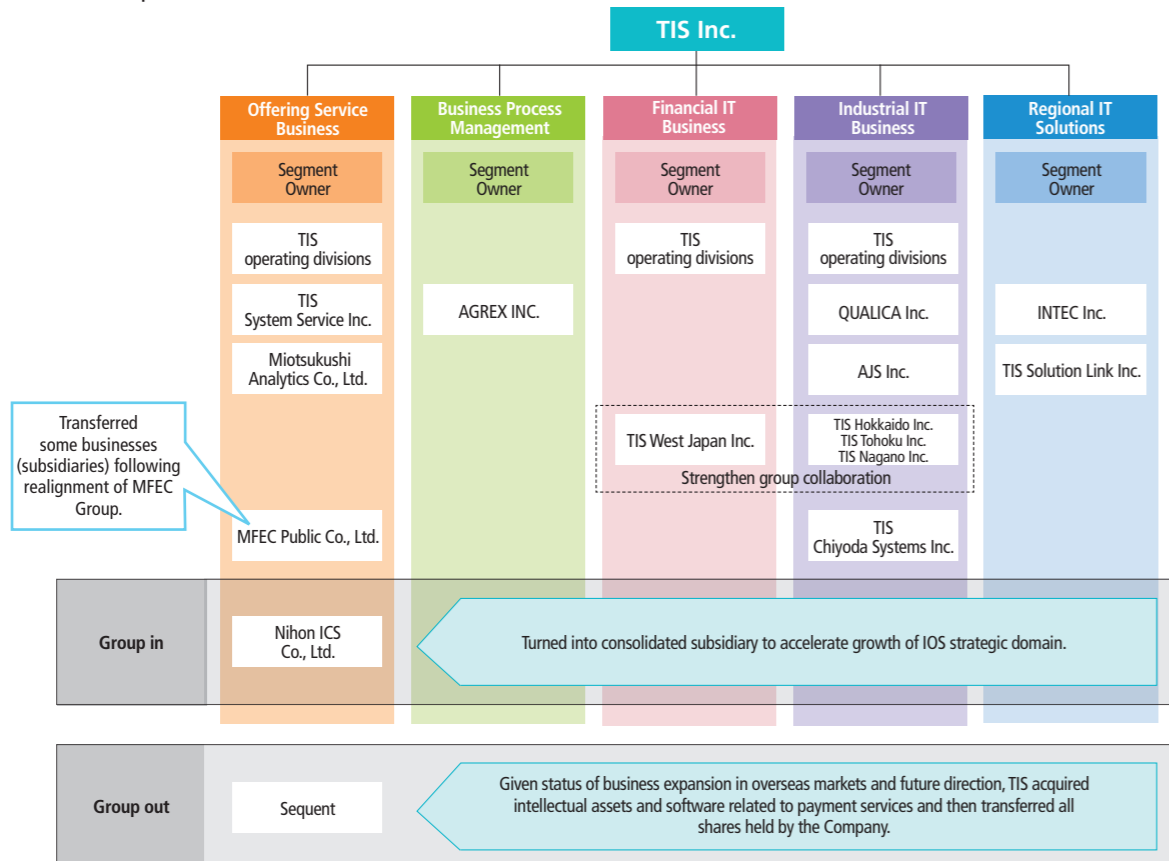 TIS Inc.
Offering Service
Business
Business Process
Management
Financial IT
Business
Industrial IT
Business
Regional IT
Solutions
Segment
Owner
Segment
Owner
Segment
Owner
Segment
Owner
TIS
operating divisions
TIS
operating divisions
TIS
operating divisions
TIS
System Service Inc.
AGREX INC.
QUALICA Inc.
INTEC Inc.
Miotsukushi
Analytics Co., Ltd.
AJS Inc.
TIS Solution Link Inc.
Transferred
some businesses
(subsidiaries) following
realignment of MFEC
Group.
TIS West Japan Inc.
TIS Hokkaido Inc.
TIS Tohoku Inc.
TIS Nagano Inc.
Strengthen group collaboration
MFEC Public Co., Ltd.
TIS
Chiyoda Systems Inc.
Group in
Nihon ICS
Co., Ltd.
Turned into consolidated subsidiary to accelerate growth of IOS strategic domain.
Group out
Sequent
Given status of business expansion in overseas markets and future direction, TIS acquired
intellectual assets and software related to payment services and then transferred all
shares held by the Company.